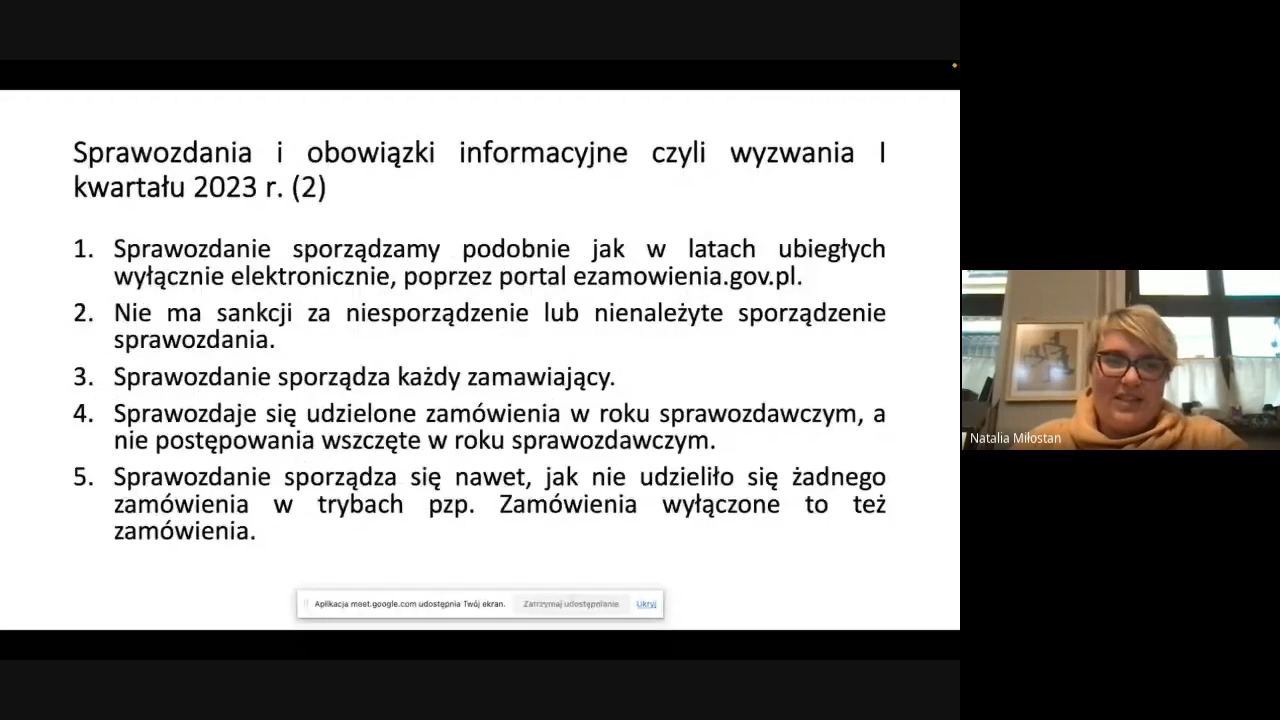 Sprawozdania i obowiązki informacyjne czyli wyzwania I
kwartału 2023 r. (2)
1. Sprawozdanie sporządzamy podobnie jak w latach ubiegłych
wyłącznie elektronicznie, poprzez portal ezamowienia.gov.pl.
2. Nie ma sankcji za niesporządzenie lub nienależyte sporządzenie
sprawozdania.
3. Sprawozdanie sporządza każdy zamawiający.
4. Sprawozdaje się udzielone zamówienia w roku sprawozdawczym, a
nie postępowania wszczęte w roku sprawozdawczym.
5. Sprawozdanie sporządza się nawet, jak nie udzieliło się żadnego
zamówienia w trybach pzp. Zamówienia wyłączone to też
zamówienia.
Aplikacja meet.google.com udostępnia Twój ekran. Zatrzymaj udostępnianie Ukryj
Natalia Miłostan